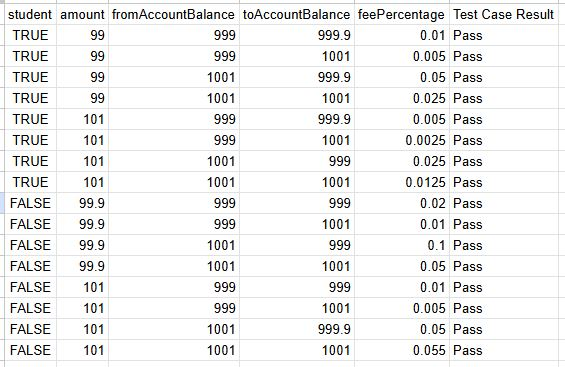 student amount fromAccountBalance toAccountBalance feePercentage Test Case Result
TRUE 99 999 999.9 0.01 Pass
TRUE 99 999 1001 0.005 Pass
TRUE 99 1001 999.9 0.05 Pass
TRUE 99 1001 1001 0.025 Pass
TRUE 101 999 999.9 0.005 Pass
TRUE 101 999 1001 0.0025 Pass
TRUE 101 1001 999 0.025 Pass
TRUE 101 1001 1001 0.0125 Pass
FALSE 99.9 999 999 0.02 Pass
FALSE 99.9 999 1001 0.01 Pass
FALSE 99.9 1001 999 0.1 Pass
FALSE 99.9 1001 1001 0.05 Pass
FALSE 101 999 999 0.01 Pass
FALSE 101 999 1001 0.005 Pass
FALSE 101 1001 999.9 0.05 Pass
FALSE 101 1001 1001 0.055 Pass